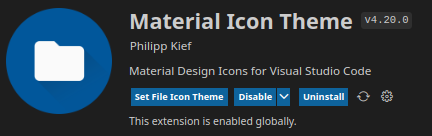 Material Icon Theme v4.20.0
Philipp Kief
Material Design Icons for Visual Studio Code
Set File Icon Theme Disable Uninstall
This extension is enabled globally.